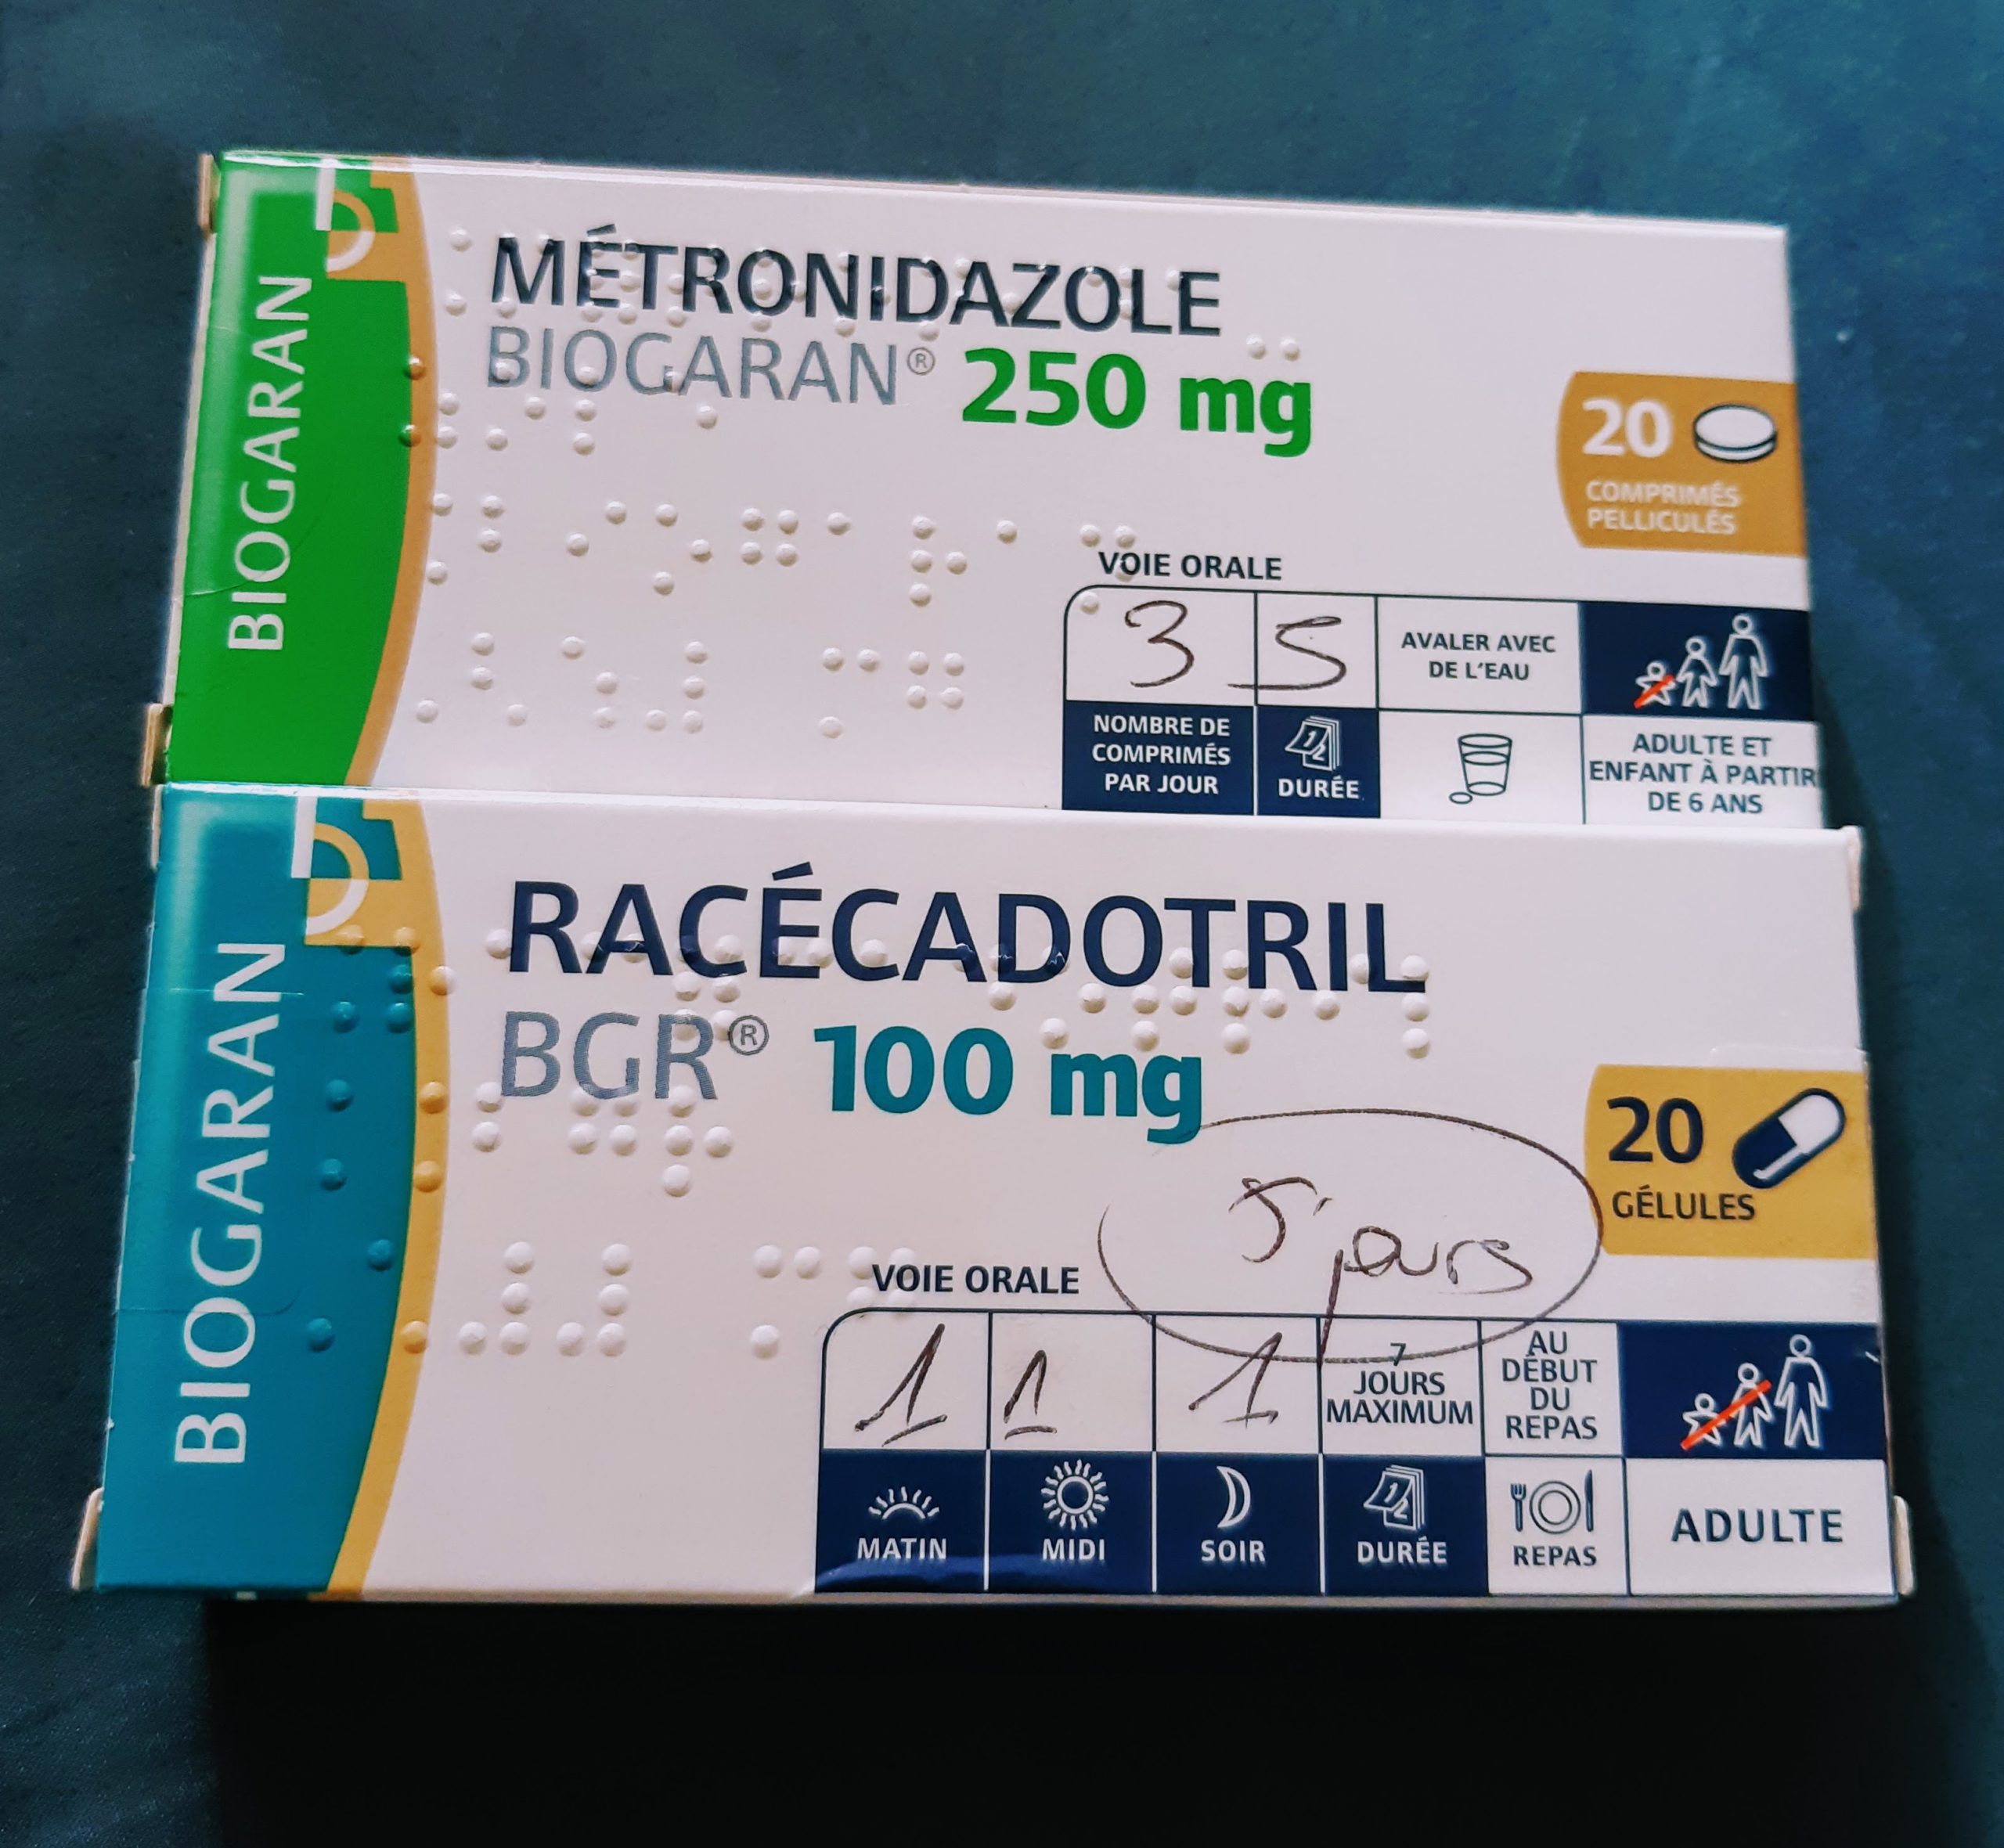 BIOGARAN
MÉTRONIDAZOLE
BIOGARAN® 250 mg
20
COMPRIMÉS
PELLICULÉS
VOIE ORALE
3
5
AVALER AVEC
DE L'EAU
NOMBRE DE
COMPRIMÉS
PAR JOUR
12
DURÉE
ADULTE ET
ENFANT À PARTIR
DE 6 ANS
BIOGARAN
RACÉCADOTRIL
BGR® 100 mg
20
GÉLULES
5 jours
VOIE ORALE
1
1
1
7
JOURS
MAXIMUM
AU
DÉBUT
DU
REPAS
MATIN
MIDI
SOIR
12
DURÉE
REPAS
ADULTE